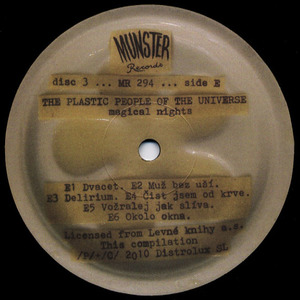 MUNSTER
Records
disc 3 ... MR 294 ... side E
THE PLASTIC PEOPLE OF THE UNIVERSE
magical nights
E1 Dvacet. E2 Muž bez uší.
E3 Delirium. E4 Čist jsem od krve.
E5 Vožralej jak slíva.
E6 Okolo okna.
Licensed from Levné knihy a.s.
This compilation
/P/-/C/ 2010 Distrolux SL